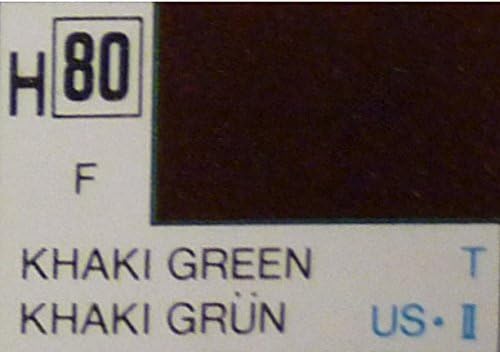 H 80
F
KHAKI GREEN T
KHAKI GRÜN US・Ⅱ